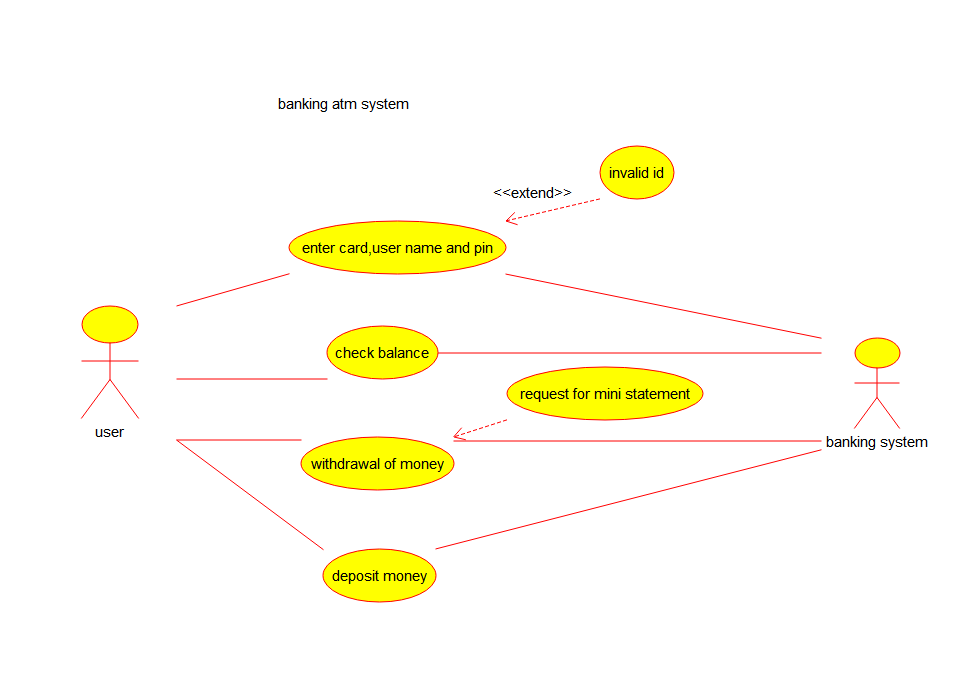 banking atm system
invalid id
<<extend>>
enter card,user name and pin
check balance
request for mini statement
user
banking system
withdrawal of money
deposit money